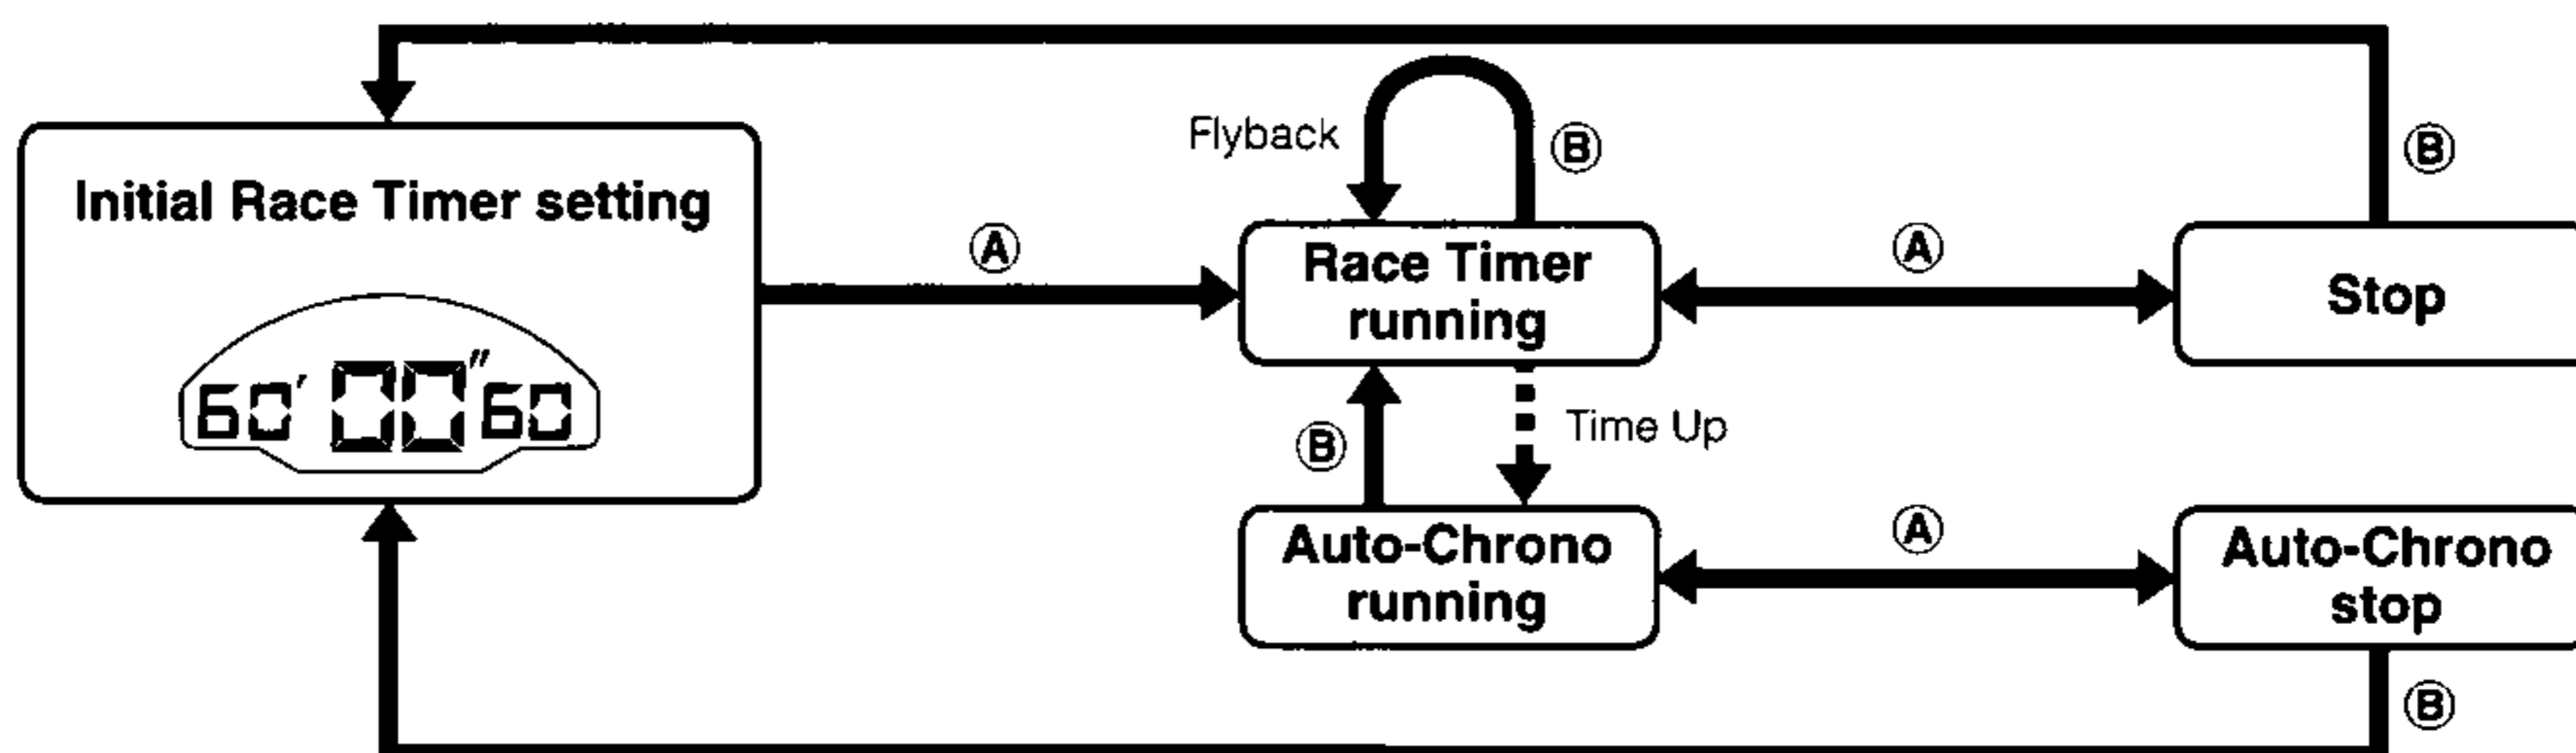 Flyback
Ⓑ
Ⓑ
Initial Race Timer setting
Ⓐ
Race Timer
running
Ⓐ
Stop
60' 00" 60
Ⓑ
Time Up
Auto-Chrono
running
Ⓐ
Auto-Chrono
stop
Ⓑ